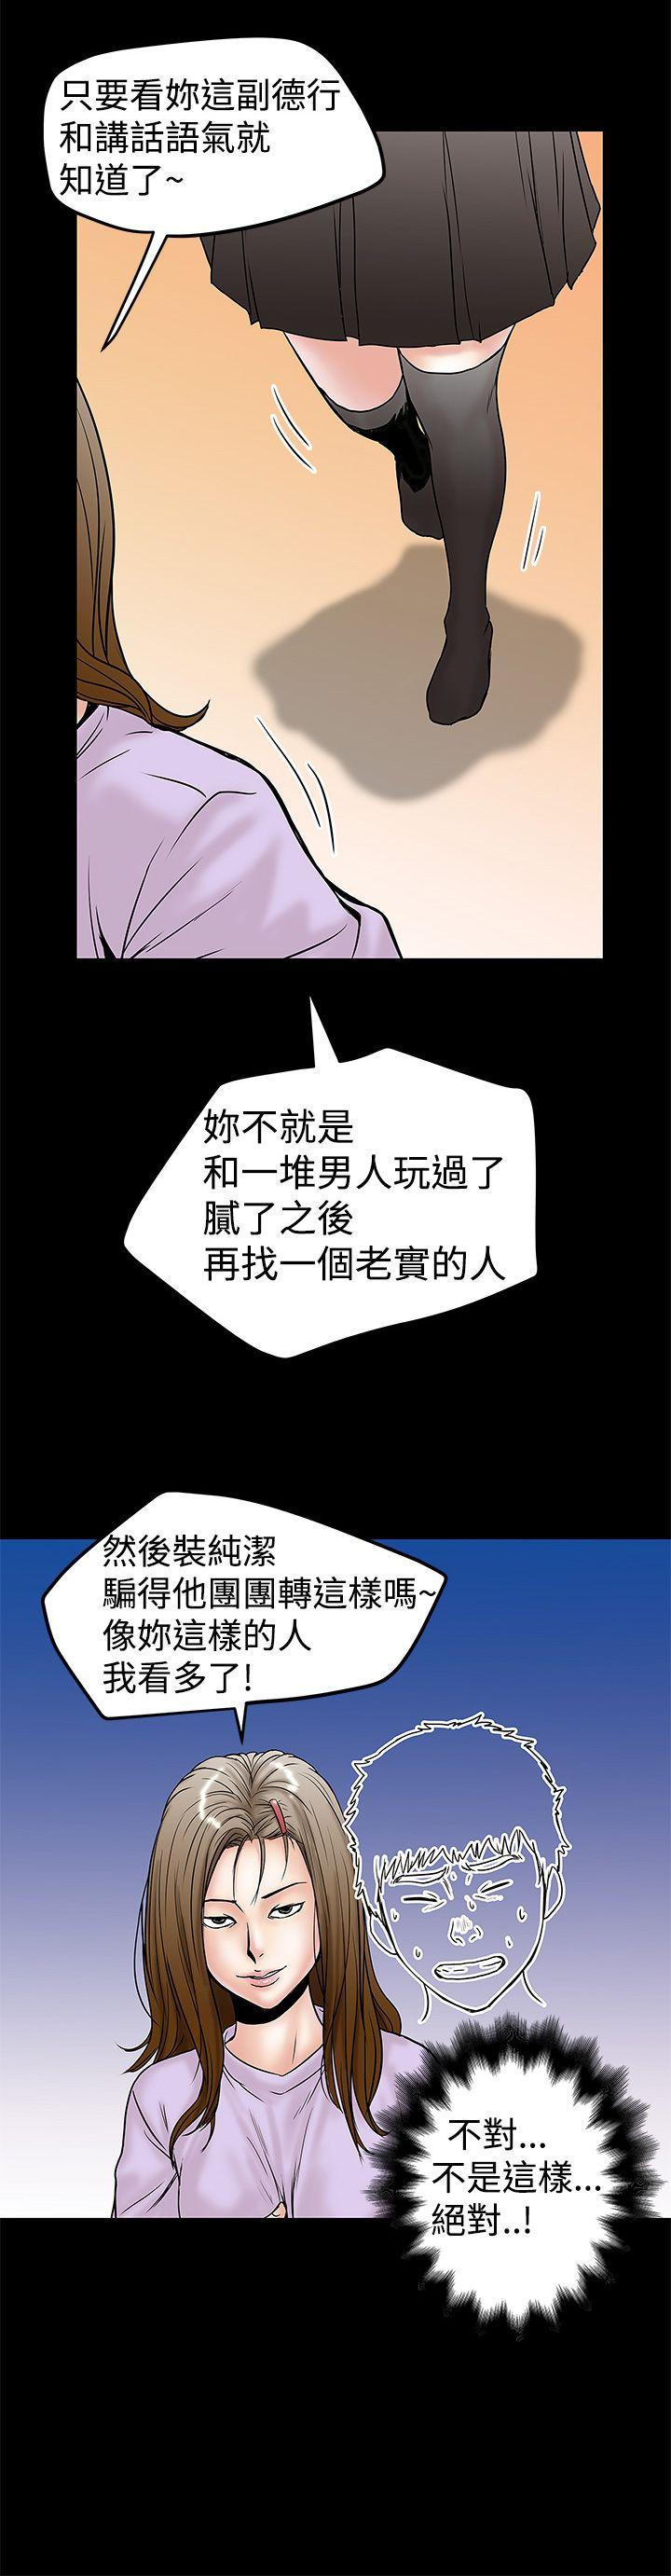 只要看妳這副德行
和講話語氣就
知道了~
妳不就是
和一堆男人玩過了
膩了之後
再找一個老實的人
然後裝純潔
騙得他團團轉這樣嗎~
像妳這樣的人
我看多了!
不對...
不是這樣...
絕對..!